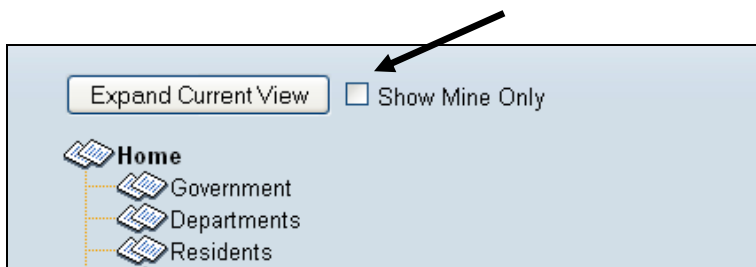 Expand Current View Show Mine Only
Home
Government
Departments
Residents